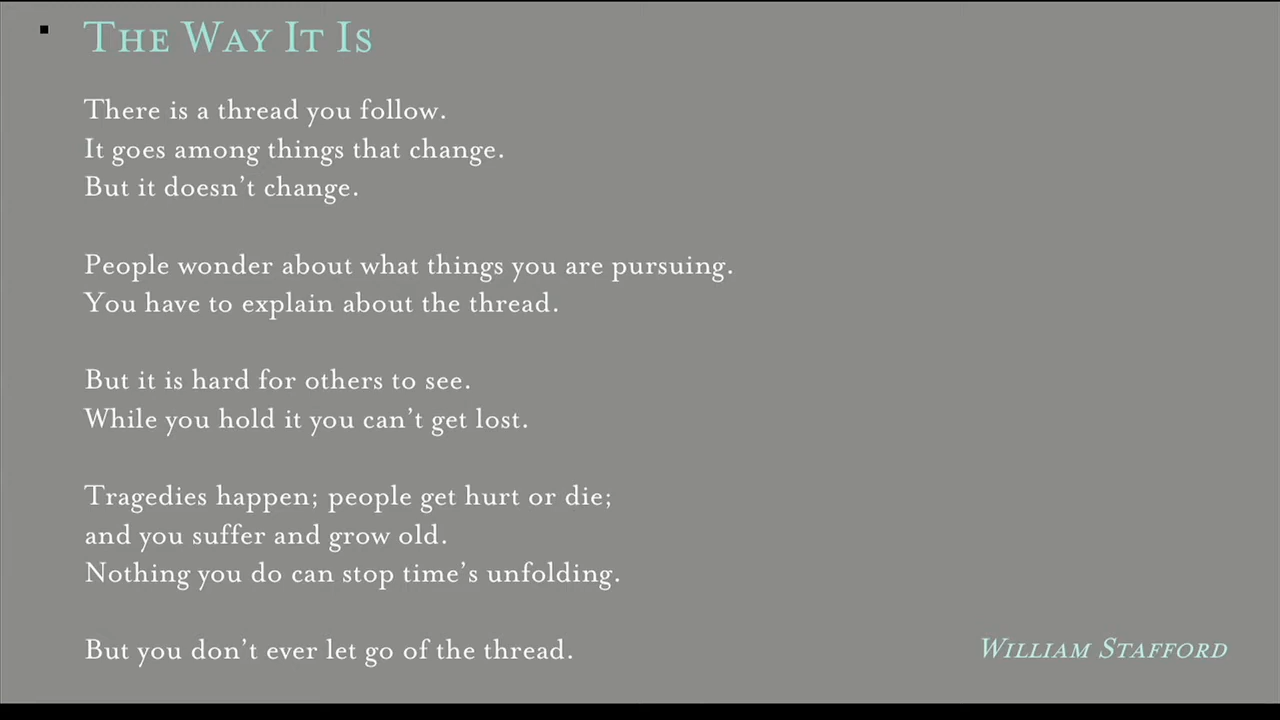 The Way It Is
There is a thread you follow.
It goes among things that change.
But it doesn’t change.
People wonder about what things you are pursuing.
You have to explain about the thread.
But it is hard for others to see.
While you hold it you can’t get lost.
Tragedies happen; people get hurt or die;
and you suffer and grow old.
Nothing you do can stop time’s unfolding.
But you don’t ever let go of the thread.
William Stafford